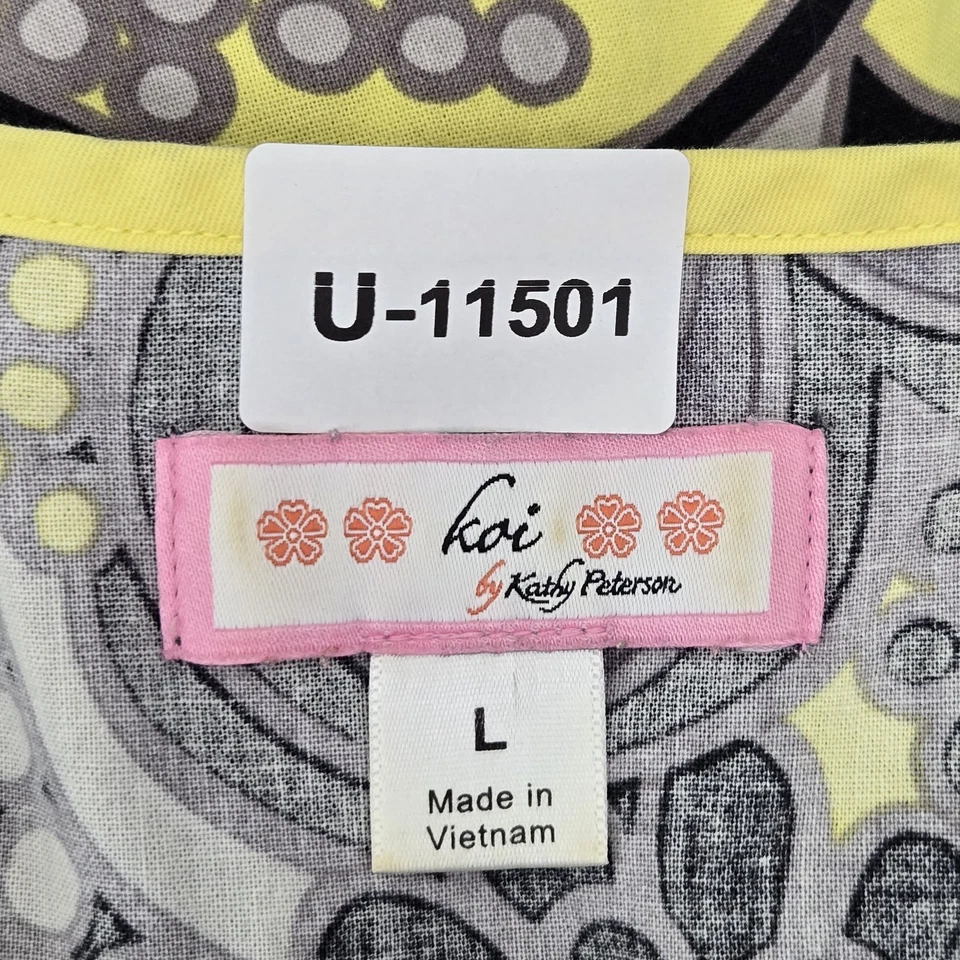 U-11501
koi
by Kathy Peterson
L
Made in
Vietnam